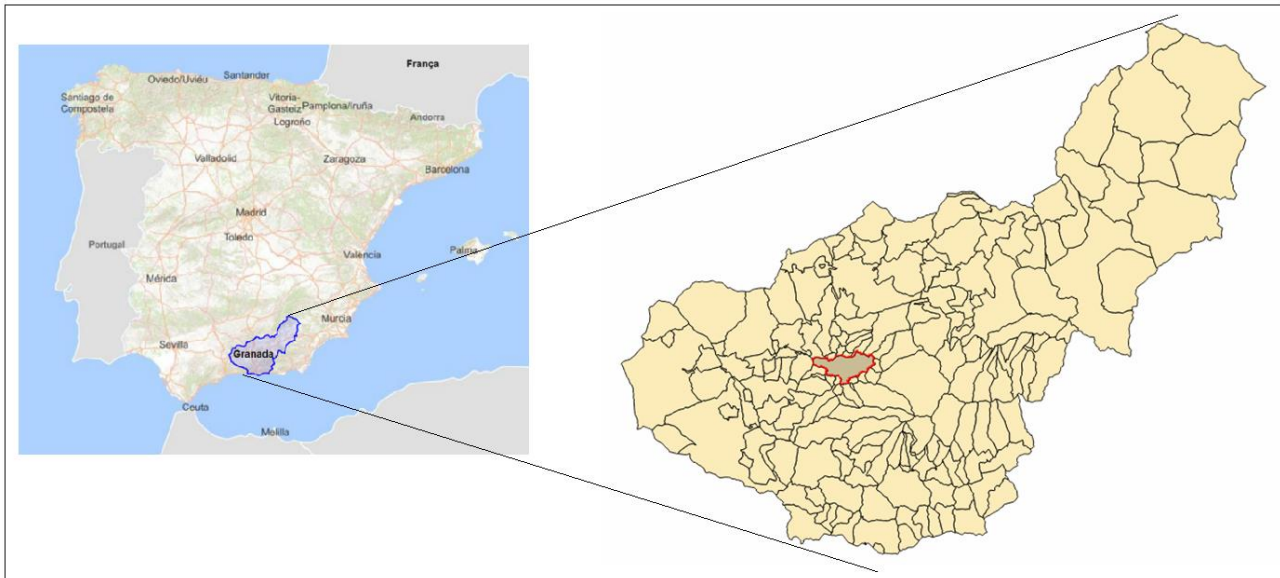 França
Oviedo/Uviéu
Santander
Santiago de
Compostela
Vitoria-
Gasteiz
Pamplona/Iruña
Logroño
Andorra
Valladolid
Zaragoza
Barcelona
Madrid
Toledo
Portugal
Valencia
Palma
Mérida
Murcia
Sevilla
Granada
Ceuta
Melilla